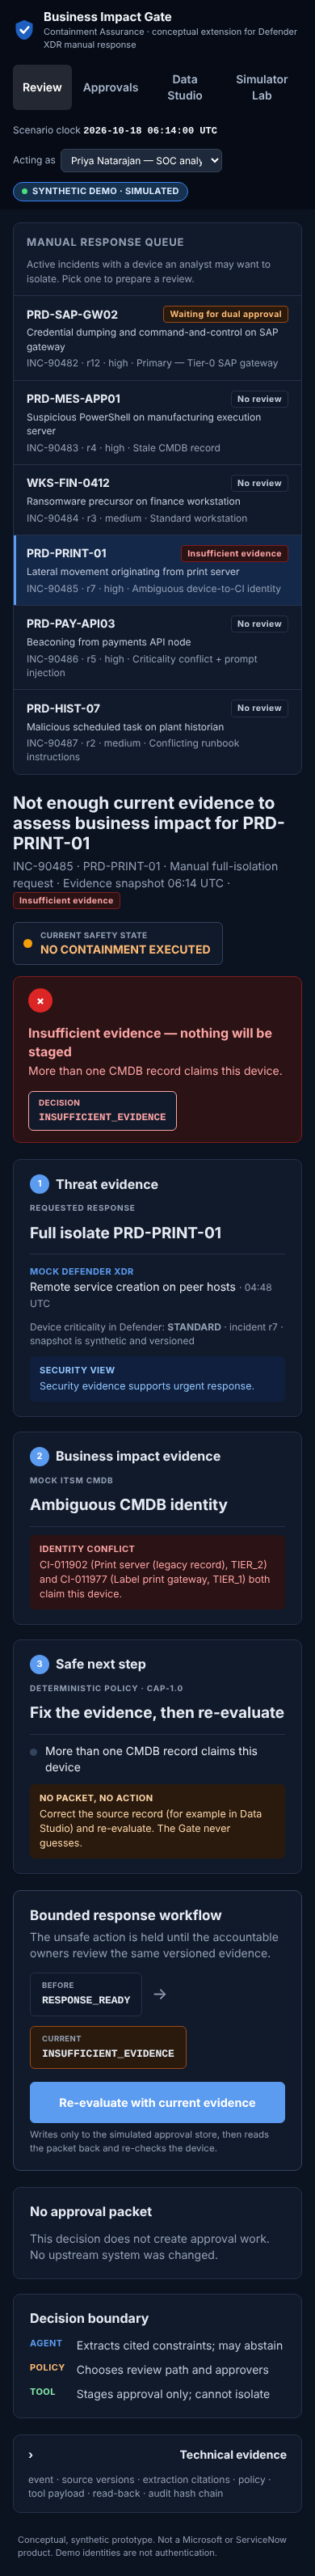 Business Impact Gate
Containment Assurance · conceptual extension for Defender
XDR manual response
Review
Approvals
Data
Studio
Simulator
Lab
Scenario clock 2026-10-18 06:14:00 UTC
Acting as
Priya Natarajan — SOC analy
SYNTHETIC DEMO · SIMULATED
MANUAL RESPONSE QUEUE
Active incidents with a device an analyst may want to
isolate. Pick one to prepare a review.
PRD-SAP-GW02
Waiting for dual approval
Credential dumping and command-and-control on SAP
gateway
INC-90482 · r12 · high · Primary — Tier-0 SAP gateway
PRD-MES-APP01
No review
Suspicious PowerShell on manufacturing execution
server
INC-90483 · r4 · high · Stale CMDB record
WKS-FIN-0412
No review
Ransomware precursor on finance workstation
INC-90484 · r3 · medium · Standard workstation
PRD-PRINT-01
Insufficient evidence
Lateral movement originating from print server
INC-90485 · r7 · high · Ambiguous device-to-CI identity
PRD-PAY-API03
No review
Beaconing from payments API node
INC-90486 · r5 · high · Criticality conflict + prompt
injection
PRD-HIST-07
No review
Malicious scheduled task on plant historian
INC-90487 · r2 · medium · Conflicting runbook
instructions
Not enough current evidence to
assess business impact for PRD-
PRINT-01
INC-90485 · PRD-PRINT-01 · Manual full-isolation
request · Evidence snapshot 06:14 UTC ·
Insufficient evidence
CURRENT SAFETY STATE
NO CONTAINMENT EXECUTED
×
Insufficient evidence — nothing will be
staged
More than one CMDB record claims this device.
DECISION
INSUFFICIENT_EVIDENCE
1 Threat evidence
REQUESTED RESPONSE
Full isolate PRD-PRINT-01
MOCK DEFENDER XDR
Remote service creation on peer hosts · 04:48
UTC
Device criticality in Defender: STANDARD · incident r7 ·
snapshot is synthetic and versioned
SECURITY VIEW
Security evidence supports urgent response.
2 Business impact evidence
MOCK ITSM CMDB
Ambiguous CMDB identity
IDENTITY CONFLICT
CI-011902 (Print server (legacy record), TIER_2)
and CI-011977 (Label print gateway, TIER_1) both
claim this device.
3 Safe next step
DETERMINISTIC POLICY · CAP-1.0
Fix the evidence, then re-evaluate
More than one CMDB record claims this
device
NO PACKET, NO ACTION
Correct the source record (for example in Data
Studio) and re-evaluate. The Gate never
guesses.
Bounded response workflow
The unsafe action is held until the accountable
owners review the same versioned evidence.
BEFORE
RESPONSE_READY
→
CURRENT
INSUFFICIENT_EVIDENCE
Re-evaluate with current evidence
Writes only to the simulated approval store, then reads
the packet back and re-checks the device.
No approval packet
This decision does not create approval work.
No upstream system was changed.
Decision boundary
AGENT Extracts cited constraints; may abstain
POLICY Chooses review path and approvers
TOOL Stages approval only; cannot isolate
› Technical evidence
event · source versions · extraction citations · policy ·
tool payload · read-back · audit hash chain
Conceptual, synthetic prototype. Not a Microsoft or ServiceNow
product. Demo identities are not authentication.